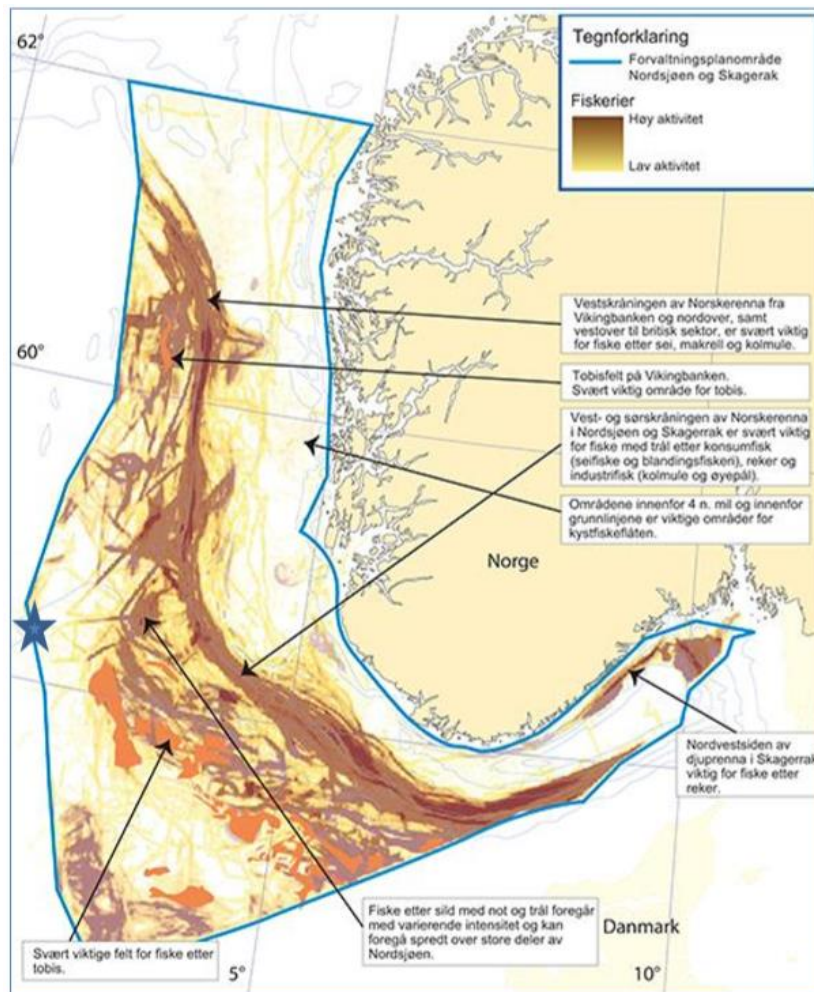 62°
Tegnforklaring
Forvaltningsplanområde
Nordsjøen og Skagerak
Fiskerier
Høy aktivitet
Lav aktivitet
Vestskråningen av Norskerenna fra
Vikingbanken og nordover, samt
vestover til britisk sektor, er svært viktig
for fiske etter sei, makrell og kolmule.
60°
Tobisfelt på Vikingbanken.
Svært viktig område for tobis.
Vest- og sørskråningen av Norskerenna
i Nordsjøen og Skagerrak er svært viktig
for fiske med trål etter konsumfisk
(seifiske og blandingsfiskeri), reker og
industrifisk (kolmule og øyepål).
Områdene innenfor 4 n. mil og innenfor
grunnlinjene er viktige områder for
kystfiskeflåten.
Norge
Nordvestsiden av
djuprenna i Skagerrak
viktig for fiske etter
reker.
Fiske etter sild med not og trål foregår
med varierende intensitet og kan
foregå spredt over store deler av
Nordsjøen.
Danmark
Svært viktige felt for fiske etter
tobis.
5°
10°